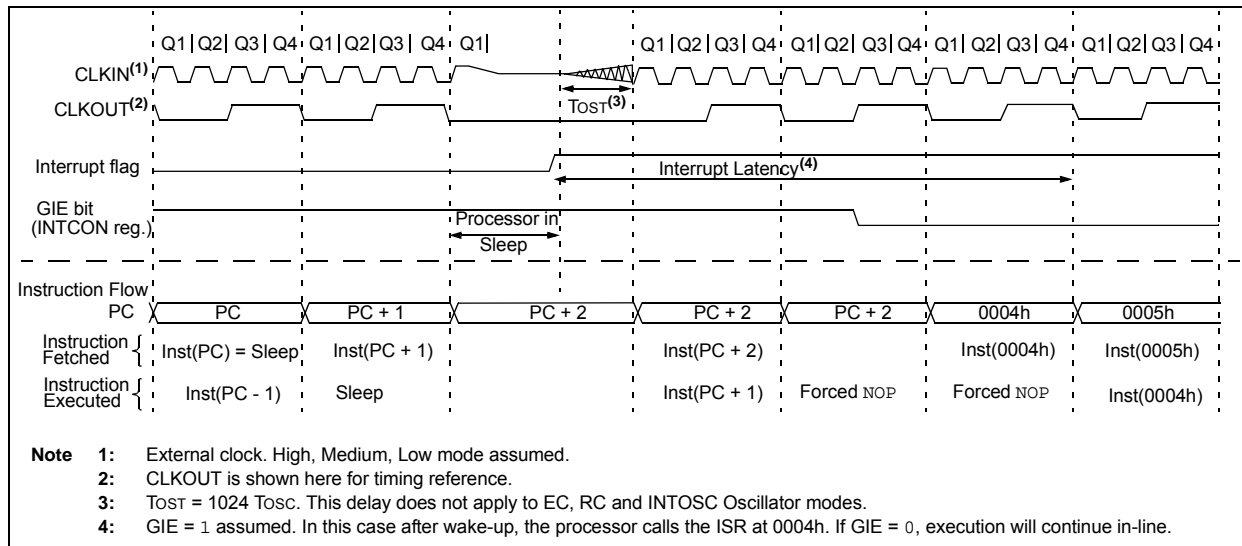 Q1 | Q2 | Q3 | Q4 Q1 | Q2 | Q3 | Q4 Q1 | Q1 | Q2 | Q3 | Q4 Q1 | Q2 | Q3 | Q4 Q1 | Q2 | Q3 | Q4 Q1 | Q2 | Q3 | Q4
CLKIN(1)
CLKOUT(2) TOST(3)
Interrupt flag Interrupt Latency(4)
GIE bit
(INTCON reg.) Processor in
Sleep
Instruction Flow
PC PC PC + 1 PC + 2 PC + 2 PC + 2 0004h 0005h
Instruction
Fetched { Inst(PC) = Sleep Inst(PC + 1) Inst(PC + 2) Inst(0004h) Inst(0005h)
Instruction
Executed { Inst(PC - 1) Sleep Inst(PC + 1) Forced NOP Forced NOP Inst(0004h)
Note 1: External clock. High, Medium, Low mode assumed.
2: CLKOUT is shown here for timing reference.
3: TOST = 1024 TOSC. This delay does not apply to EC, RC and INTOSC Oscillator modes.
4: GIE = 1 assumed. In this case after wake-up, the processor calls the ISR at 0004h. If GIE = 0, execution will continue in-line.